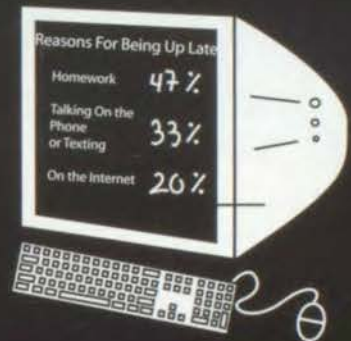 Reasons For Being Up Late
Homework 47%
Talking On the
Phone 33%
or Texting
On the Internet 20%